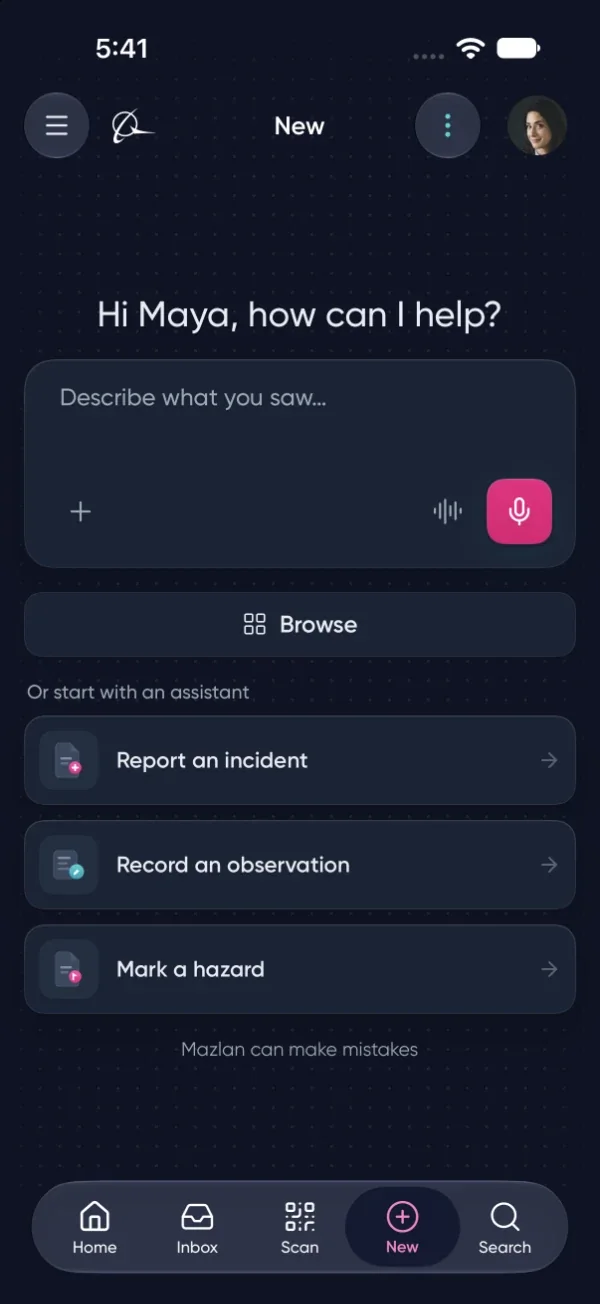 5:41
New
Hi Maya, how can I help?
Describe what you saw...
Browse
Or start with an assistant
Report an incident
Record an observation
Mark a hazard
Mazlan can make mistakes
Home
Inbox
Scan
New
Search